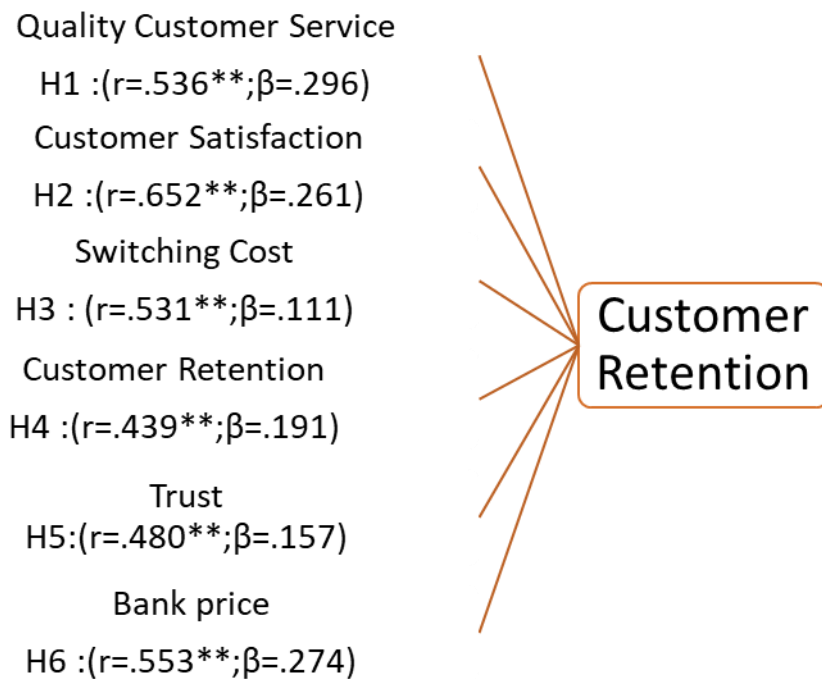 Quality Customer Service
H1 :(r=.536**;β=.296)
Customer Satisfaction
H2 :(r=.652**;β=.261)
Switching Cost
H3 : (r=.531**;β=.111)
Customer Retention
H4 :(r=.439**;β=.191)
Trust
H5:(r=.480**;β=.157)
Bank price
H6 :(r=.553**;β=.274)
Customer
Retention